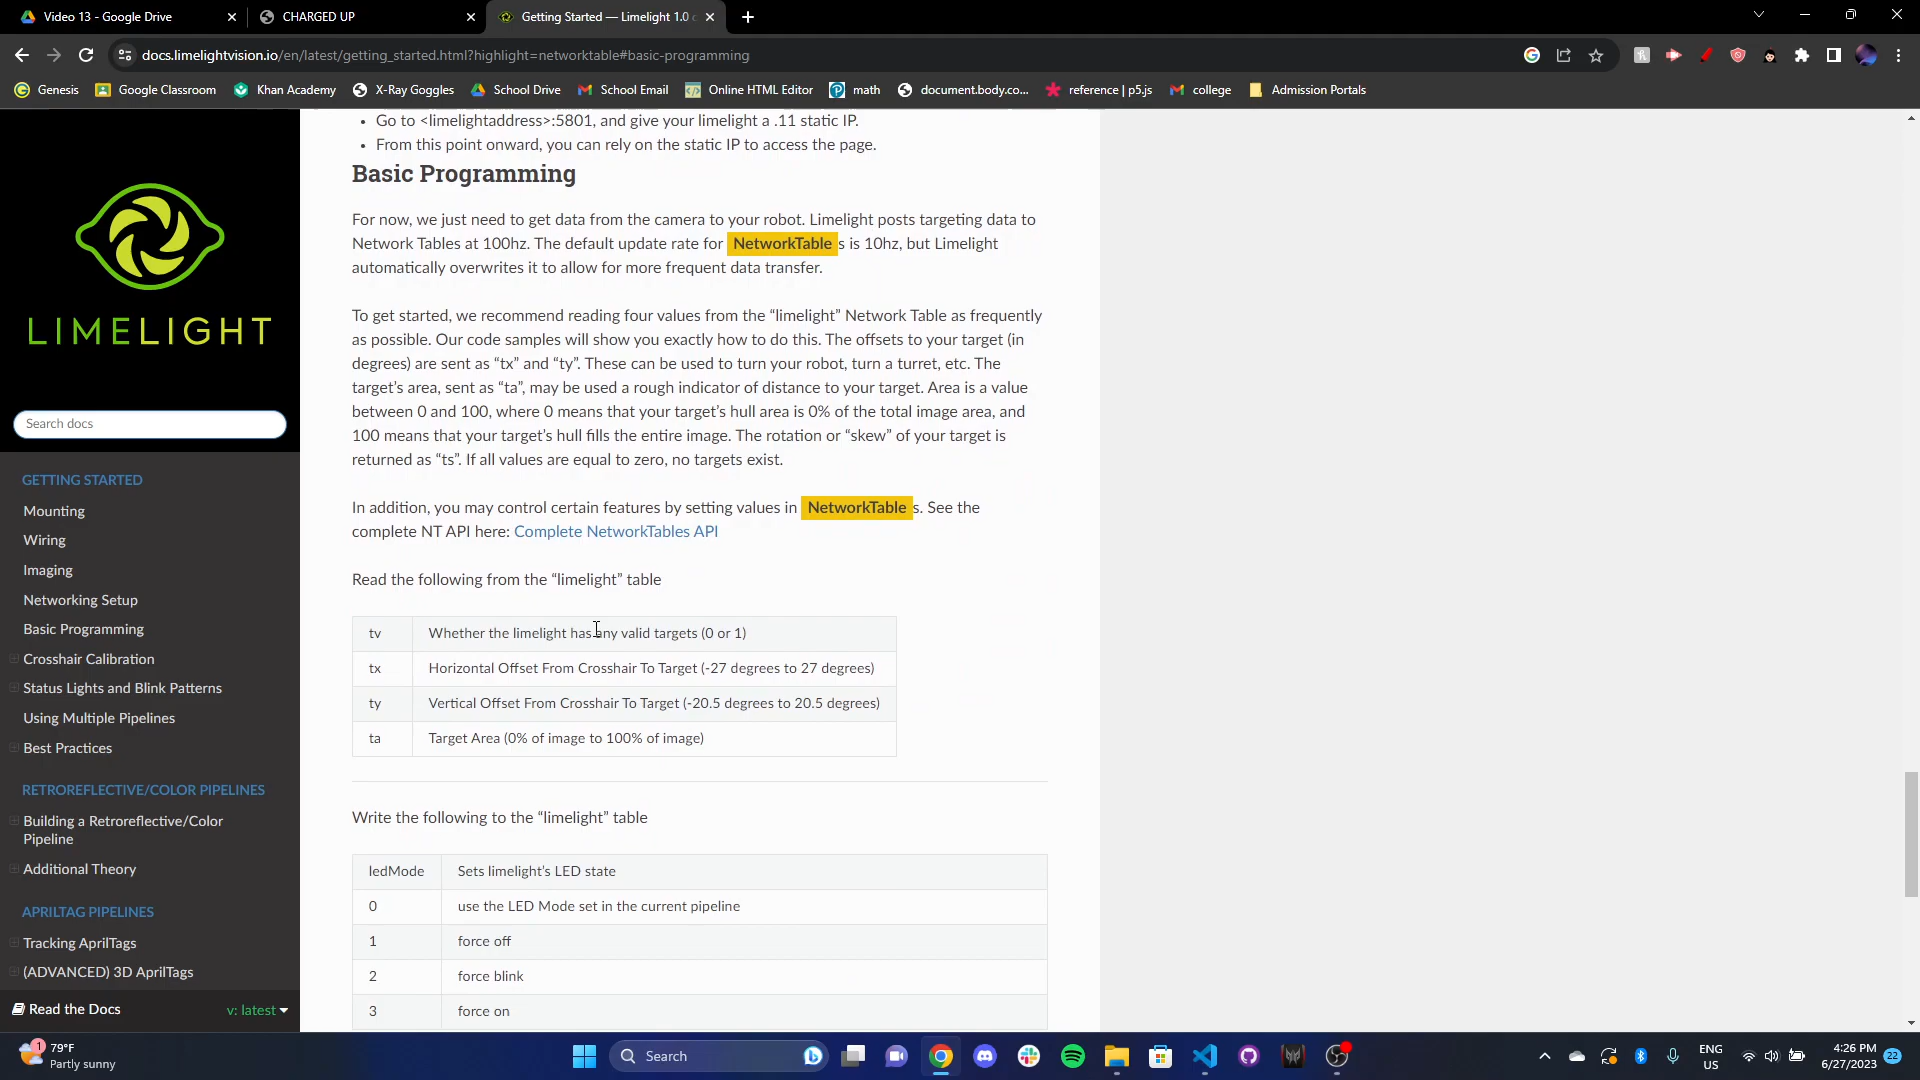 Video 13 - Google Drive
CHARGED UP
Getting Started — Limelight 1.0
docs.limelightvision.io/en/latest/getting_started.html?highlight=networktable#basic-programming
Genesis
Google Classroom
Khan Academy
X-Ray Goggles
School Drive
School Email
Online HTML Editor
math
document.body.co...
reference | p5.js
college
Admission Portals
LIMELIGHT
Search docs
GETTING STARTED
Mounting
Wiring
Imaging
Networking Setup
Basic Programming
Crosshair Calibration
Status Lights and Blink Patterns
Using Multiple Pipelines
Best Practices
RETROREFLECTIVE/COLOR PIPELINES
Building a Retroreflective/Color
Pipeline
Additional Theory
APRILTAG PIPELINES
Tracking AprilTags
(ADVANCED) 3D AprilTags
Read the Docs
v: latest
• Go to <limelightaddress>:5801, and give your limelight a .11 static IP.
• From this point onward, you can rely on the static IP to access the page.
Basic Programming
For now, we just need to get data from the camera to your robot. Limelight posts targeting data to
Network Tables at 100hz. The default update rate for NetworkTable s is 10hz, but Limelight
automatically overwrites it to allow for more frequent data transfer.
To get started, we recommend reading four values from the “limelight” Network Table as frequently
as possible. Our code samples will show you exactly how to do this. The offsets to your target (in
degrees) are sent as “tx” and “ty”. These can be used to turn your robot, turn a turret, etc. The
target’s area, sent as “ta”, may be used a rough indicator of distance to your target. Area is a value
between 0 and 100, where 0 means that your target’s hull area is 0% of the total image area, and
100 means that your target’s hull fills the entire image. The rotation or “skew” of your target is
returned as “ts”. If all values are equal to zero, no targets exist.
In addition, you may control certain features by setting values in NetworkTable s. See the
complete NT API here: Complete NetworkTables API
Read the following from the “limelight” table
tv Whether the limelight has any valid targets (0 or 1)
tx Horizontal Offset From Crosshair To Target (-27 degrees to 27 degrees)
ty Vertical Offset From Crosshair To Target (-20.5 degrees to 20.5 degrees)
ta Target Area (0% of image to 100% of image)
Write the following to the “limelight” table
ledMode Sets limelight’s LED state
0 use the LED Mode set in the current pipeline
1 force off
2 force blink
3 force on
1
79°F
Partly sunny
Search
ENG
US
4:26 PM
6/27/2023
22